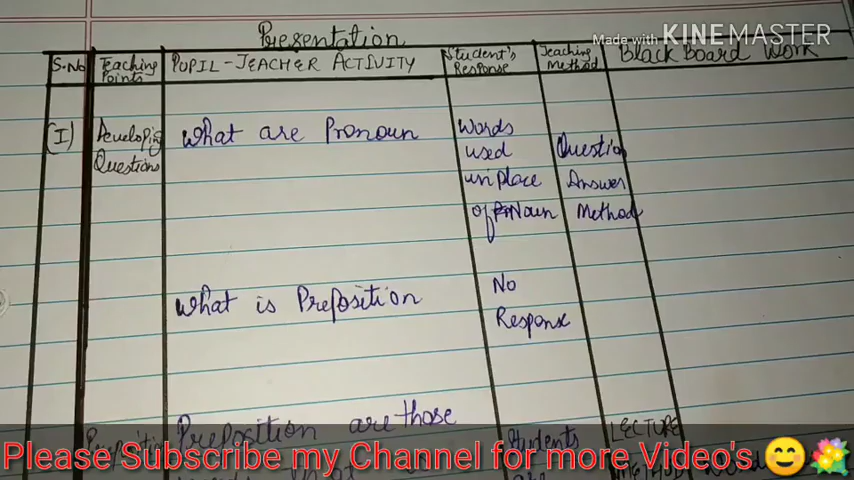 Made with KINEMASTER
Presentation
S.No Teaching Points PUPIL-TEACHER ACTIVITY Student's Response Teaching Method BlackBoard Work
(I) Developing Questions What are Pronoun Words used in Place of Noun Question Answer Method
What is Preposition No Response
Preposition are those Students LECTURE
are
Please Subscribe my Channel for more Video's 😊💐